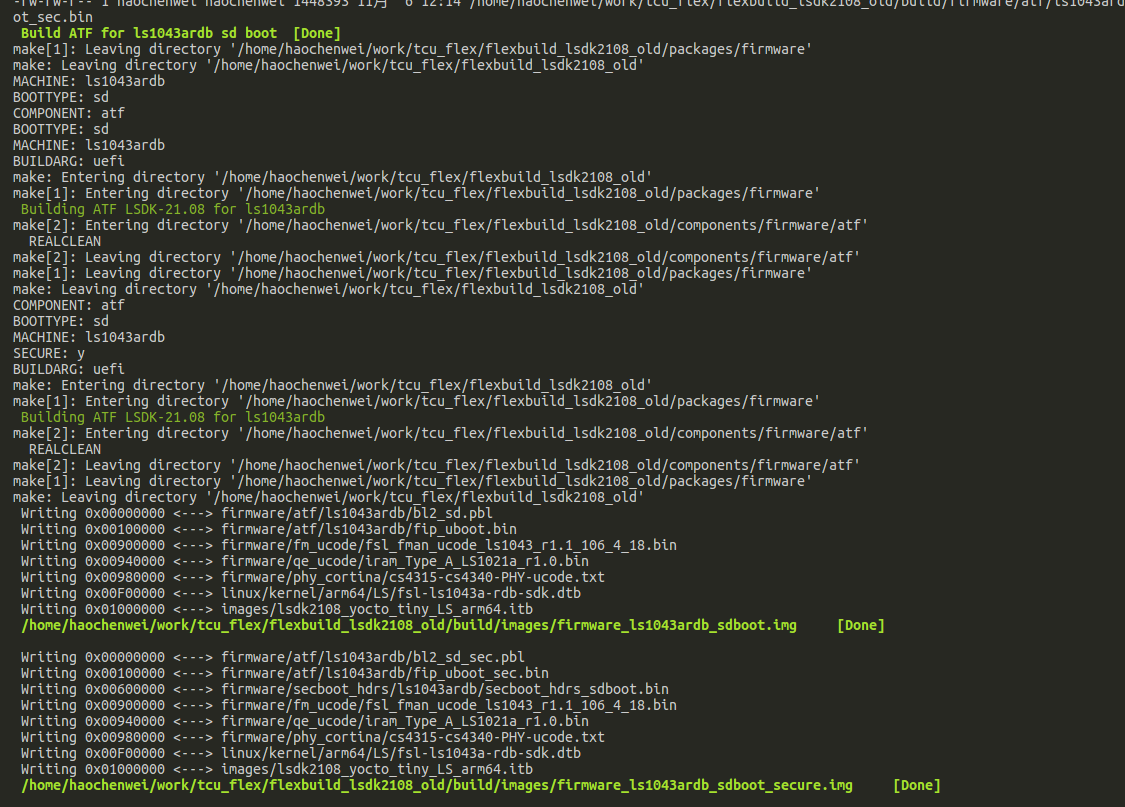 -rw-rw-r-- 1 haochenwei haochenwei 1448393 11月  6 12:14 /home/haochenwei/work/tcu_flex/flexbuild_lsdk2108_old/build/firmware/atf/ls1043ard
ot_sec.bin
Build ATF for ls1043ardb sd boot  [Done]
make[1]: Leaving directory '/home/haochenwei/work/tcu_flex/flexbuild_lsdk2108_old/packages/firmware'
make: Leaving directory '/home/haochenwei/work/tcu_flex/flexbuild_lsdk2108_old'
MACHINE: ls1043ardb
BOOTTYPE: sd
COMPONENT: atf
BOOTTYPE: sd
MACHINE: ls1043ardb
BUILDARG: uefi
make: Entering directory '/home/haochenwei/work/tcu_flex/flexbuild_lsdk2108_old'
make[1]: Entering directory '/home/haochenwei/work/tcu_flex/flexbuild_lsdk2108_old/packages/firmware'
Building ATF LSDK-21.08 for ls1043ardb
make[2]: Entering directory '/home/haochenwei/work/tcu_flex/flexbuild_lsdk2108_old/components/firmware/atf'
REALCLEAN
make[2]: Leaving directory '/home/haochenwei/work/tcu_flex/flexbuild_lsdk2108_old/components/firmware/atf'
make[1]: Leaving directory '/home/haochenwei/work/tcu_flex/flexbuild_lsdk2108_old/packages/firmware'
make: Leaving directory '/home/haochenwei/work/tcu_flex/flexbuild_lsdk2108_old'
COMPONENT: atf
BOOTTYPE: sd
MACHINE: ls1043ardb
SECURE: y
BUILDARG: uefi
make: Entering directory '/home/haochenwei/work/tcu_flex/flexbuild_lsdk2108_old'
make[1]: Entering directory '/home/haochenwei/work/tcu_flex/flexbuild_lsdk2108_old/packages/firmware'
Building ATF LSDK-21.08 for ls1043ardb
make[2]: Entering directory '/home/haochenwei/work/tcu_flex/flexbuild_lsdk2108_old/components/firmware/atf'
REALCLEAN
make[2]: Leaving directory '/home/haochenwei/work/tcu_flex/flexbuild_lsdk2108_old/components/firmware/atf'
make[1]: Leaving directory '/home/haochenwei/work/tcu_flex/flexbuild_lsdk2108_old/packages/firmware'
make: Leaving directory '/home/haochenwei/work/tcu_flex/flexbuild_lsdk2108_old'
Writing 0x00000000 <---> firmware/atf/ls1043ardb/bl2_sd.pbl
Writing 0x00100000 <---> firmware/atf/ls1043ardb/fip_uboot.bin
Writing 0x00900000 <---> firmware/fm_ucode/fsl_fman_ucode_ls1043_r1.1_106_4_18.bin
Writing 0x00940000 <---> firmware/qe_ucode/iram_Type_A_LS1021a_r1.0.bin
Writing 0x00980000 <---> firmware/phy_cortina/cs4315-cs4340-PHY-ucode.txt
Writing 0x00F00000 <---> linux/kernel/arm64/LS/fsl-ls1043a-rdb-sdk.dtb
Writing 0x01000000 <---> images/lsdk2108_yocto_tiny_LS_arm64.itb
/home/haochenwei/work/tcu_flex/flexbuild_lsdk2108_old/build/images/firmware_ls1043ardb_sdboot.img     [Done]
Writing 0x00000000 <---> firmware/atf/ls1043ardb/bl2_sd_sec.pbl
Writing 0x00100000 <---> firmware/atf/ls1043ardb/fip_uboot_sec.bin
Writing 0x00600000 <---> firmware/secboot_hdrs/ls1043ardb/secboot_hdrs_sdboot.bin
Writing 0x00900000 <---> firmware/fm_ucode/fsl_fman_ucode_ls1043_r1.1_106_4_18.bin
Writing 0x00940000 <---> firmware/qe_ucode/iram_Type_A_LS1021a_r1.0.bin
Writing 0x00980000 <---> firmware/phy_cortina/cs4315-cs4340-PHY-ucode.txt
Writing 0x00F00000 <---> linux/kernel/arm64/LS/fsl-ls1043a-rdb-sdk.dtb
Writing 0x01000000 <---> images/lsdk2108_yocto_tiny_LS_arm64.itb
/home/haochenwei/work/tcu_flex/flexbuild_lsdk2108_old/build/images/firmware_ls1043ardb_sdboot_secure.img     [Done]